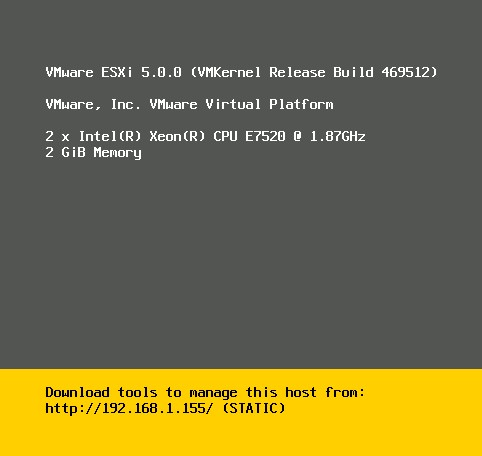 VMware ESXi 5.0.0 (VMKernel Release Build 469512)
VMware, Inc. VMware Virtual Platform
2 x Intel(R) Xeon(R) CPU E7520 @ 1.87GHz
2 GiB Memory
Download tools to manage this host from:
http://192.168.1.155/ (STATIC)